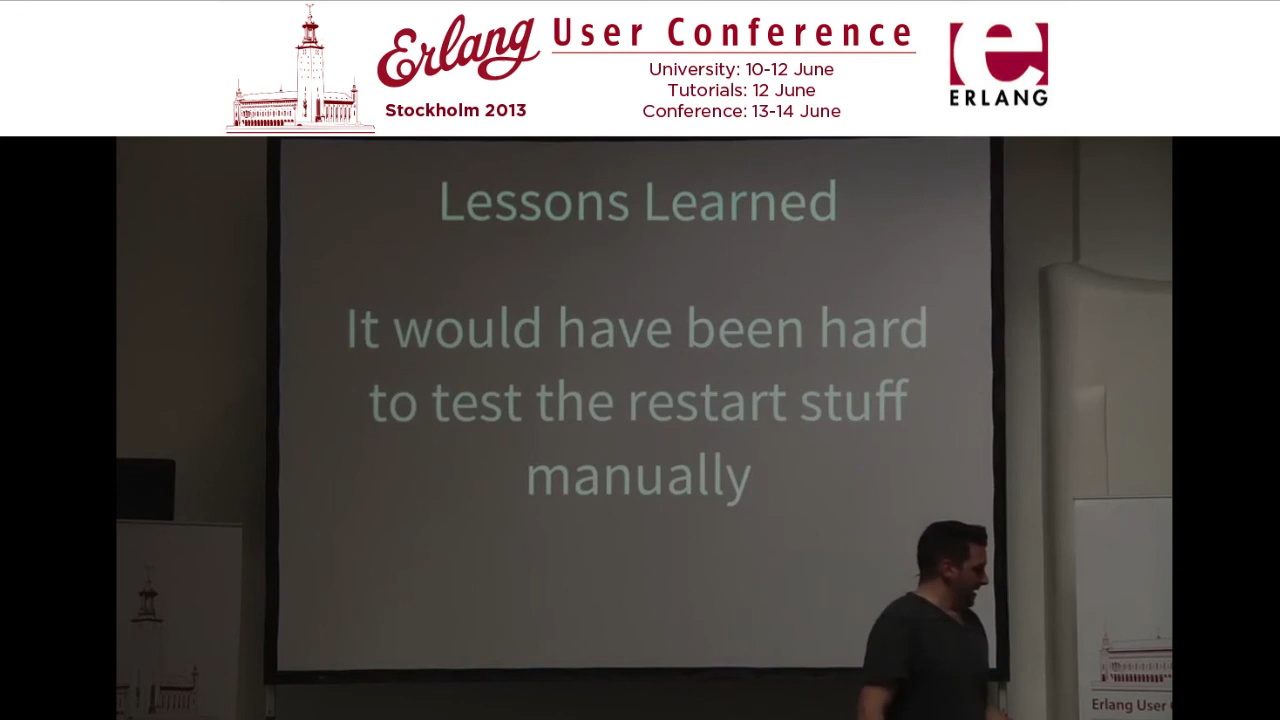 Erlang User Conference
Stockholm 2013
University: 10-12 June
Tutorials: 12 June
Conference: 13-14 June
ERLANG
Lessons Learned
It would have been hard
to test the restart stuff
manually
Erlang User